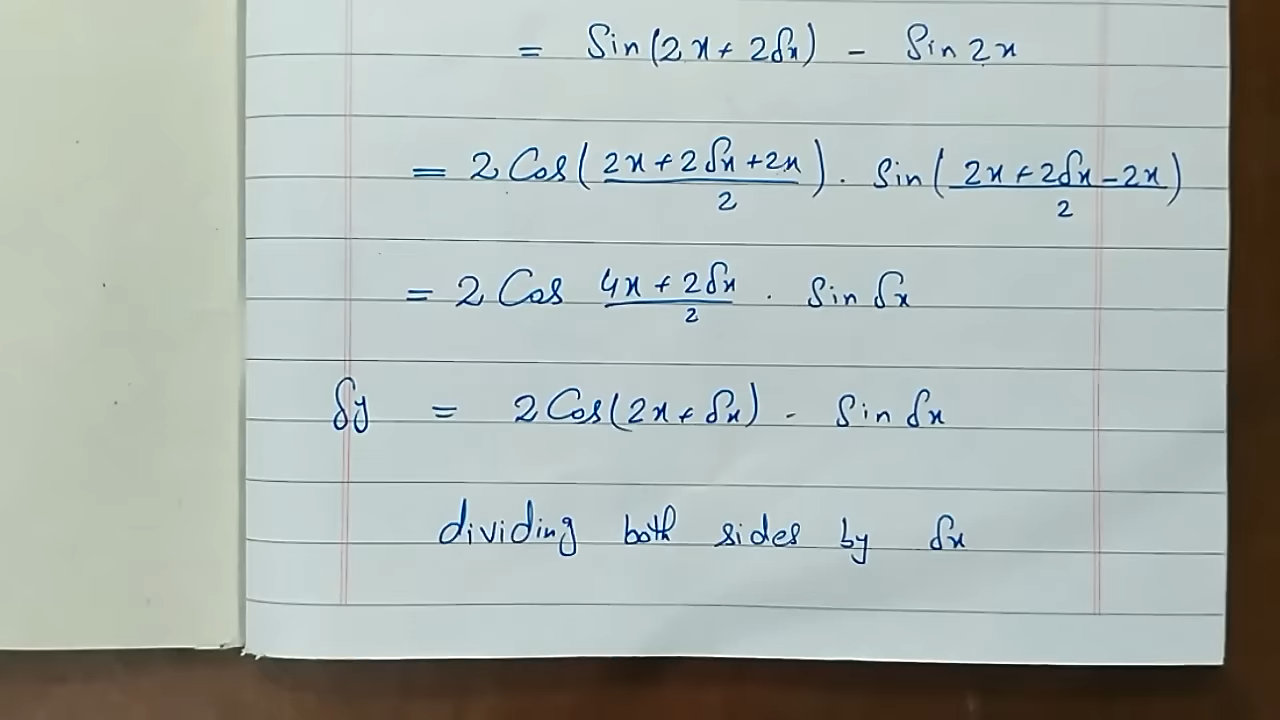 = Sin(2x + 2δx) - Sin 2x
= 2 Cos(2x + 2δx + 2x / 2) . Sin(2x + 2δx - 2x / 2)
= 2 Cos 4x + 2δx / 2 . Sin δx
δy = 2 Cos(2x + δx) - Sin δx
dividing both sides by δx